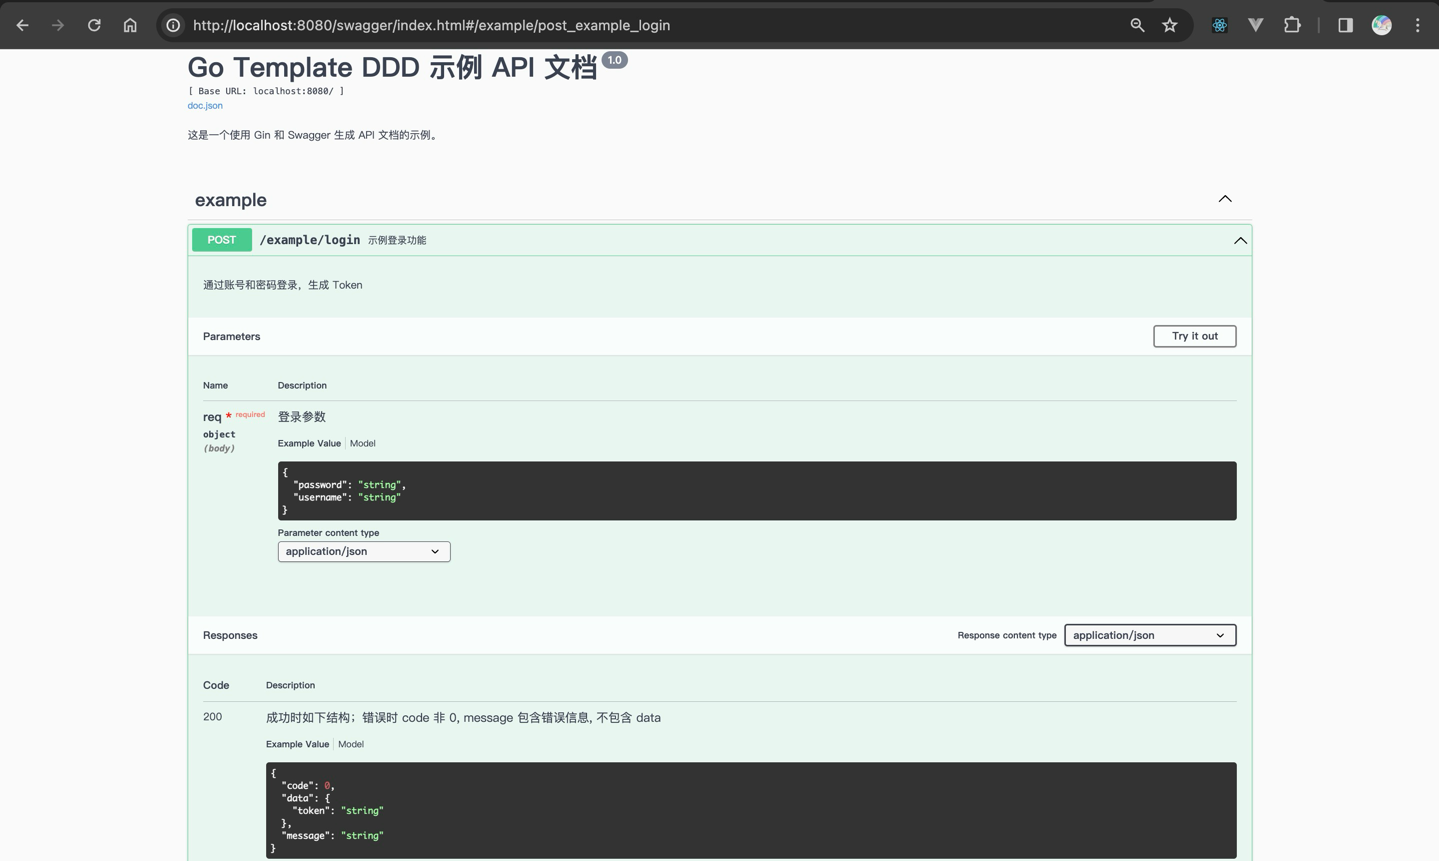 http://localhost:8080/swagger/index.html#/example/post_example_login
Go Template DDD 示例 API 文档 1.0
[ Base URL: localhost:8080/ ]
doc.json
这是一个使用 Gin 和 Swagger 生成 API 文档的示例。
example
POST /example/login 示例登录功能
通过账号和密码登录，生成 Token
Parameters Try it out
Name Description
req * required 登录参数
object
(body)
Example Value Model
{
"password": "string",
"username": "string"
}
Parameter content type
application/json
Responses Response content type application/json
Code Description
200 成功时如下结构；错误时 code 非 0, message 包含错误信息, 不包含 data
Example Value Model
{
"code": 0,
"data": {
"token": "string"
},
"message": "string"
}